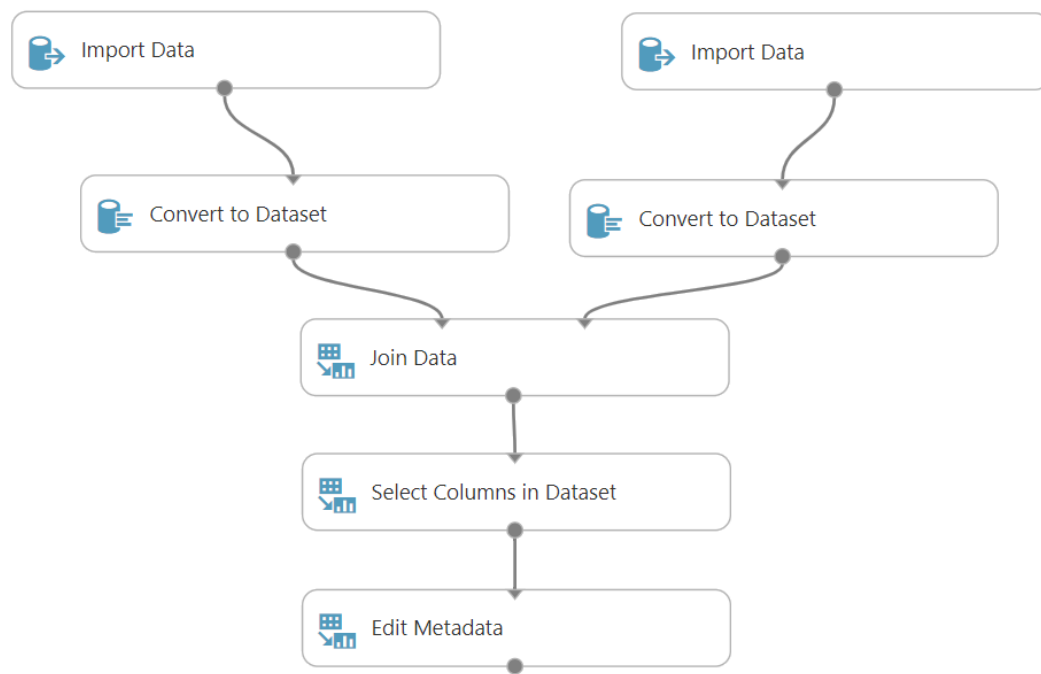 Import Data
Import Data
Convert to Dataset
Convert to Dataset
Join Data
Select Columns in Dataset
Edit Metadata